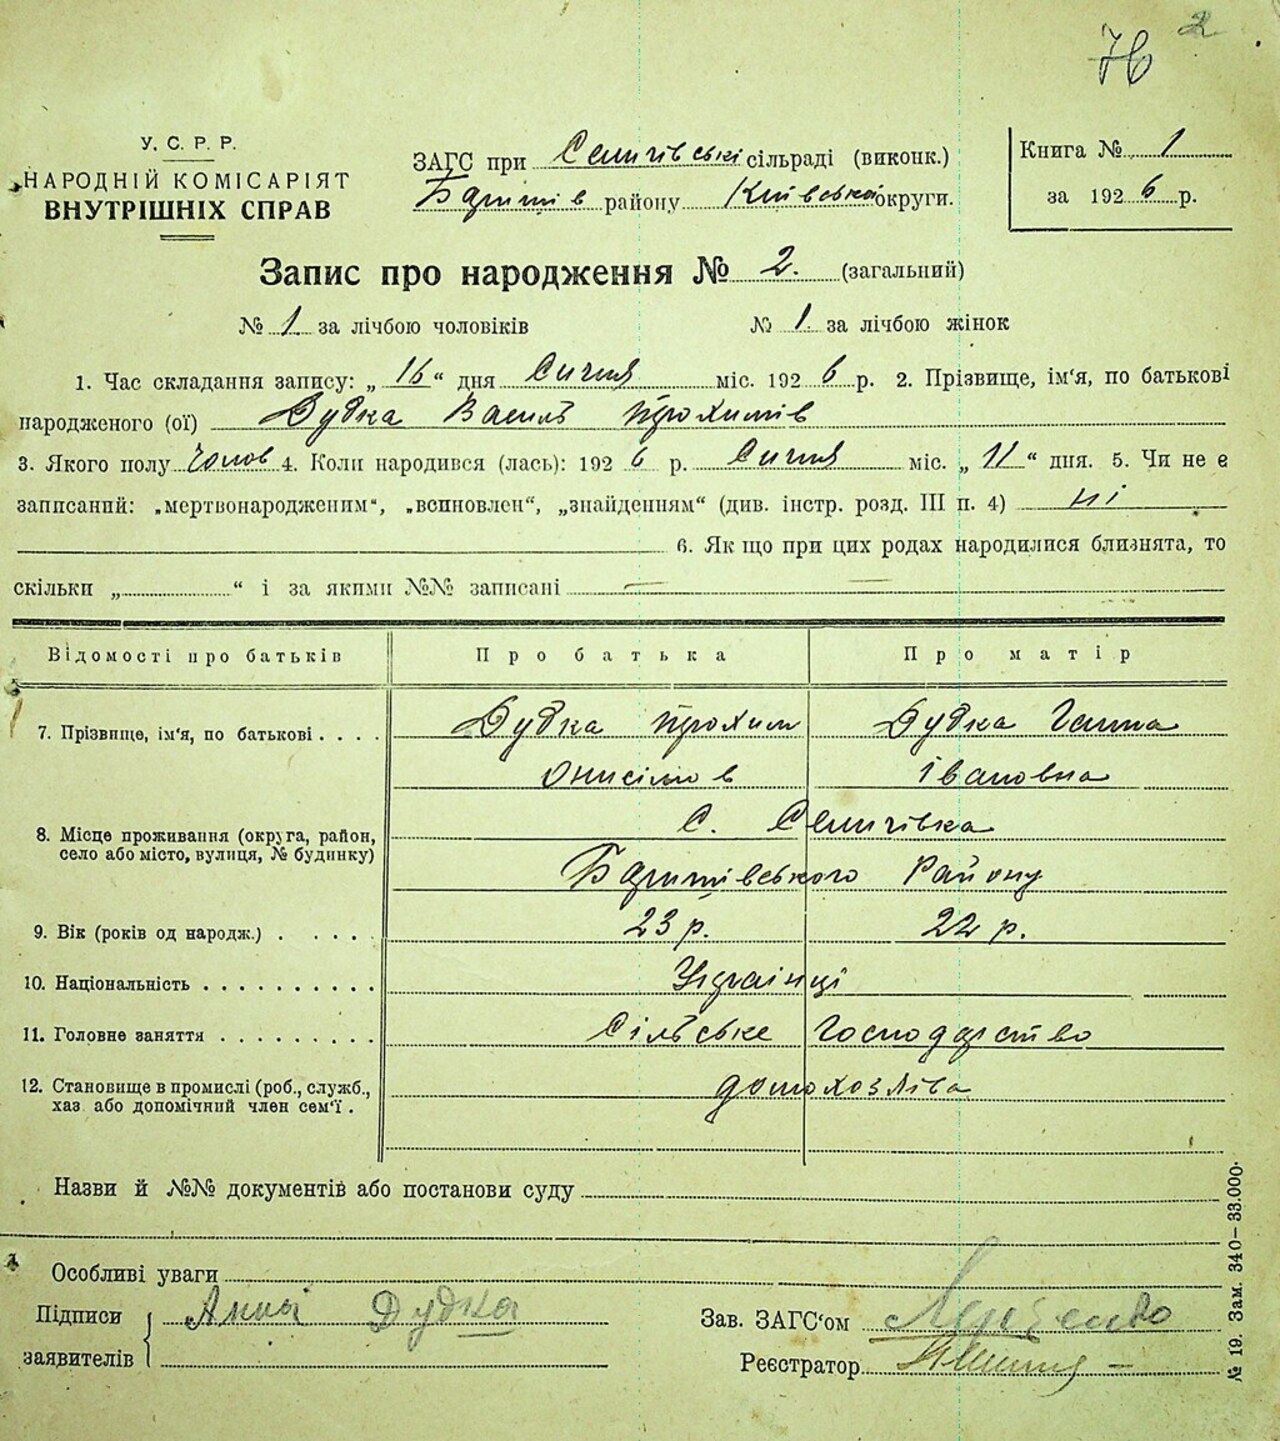 76 2
У. С. Р. Р.
НАРОДНІЙ КОМІСАРІЯТ
ВНУТРІШНІХ СПРАВ
ЗАГС при Семигівські сільраді (виконк.)
району Київської округи.
Книга № 1
за 1926 р.
Запис про народження № 2. (загальний)
№ 1 за лічбою чоловіків № 1 за лічбою жінок
1. Час складання запису: „16“ дня Сичня міс. 1926 р. 2. Прізвище, ім'я, по батькові
народженого (ої) Дудка Василь Прохимів
3. Якого полу Чолов 4. Коли народився (лась): 1926 р. Сичня міс. „11“ дня. 5. Чи не є
записаний: „мертвонародженим“, „всиновлен“, „знайденням“ (див. інстр. розд. III п. 4) ні
6. Якщо при цих родах народилися близнята, то
скільки „ “ і за якими №№ записані —
Відомості про батьків Про батька Про матір
7. Прізвище, ім'я, по батькові . . . . Дудка Прохим Дудка Ганна
Онисімов Івановна
8. Місце проживання (округа, район,
село або місто, вулиця, № будинку)
С. Семигівка
Району
9. Вік (років од народж.) . . . . . 23 р. 22 р.
10. Національність . . . . . . . . . . Українці
11. Головне заняття . . . . . . . . . Сільське Господарство
12. Становище в промислі (роб., служб.,
хаз. або допомічний член сем'ї .
домохозяїва
Назви й №№ документів або постанови суду
Особливі уваги
Підписи
заявителів
Анна Дудка
Зав. ЗАГС'ом
Реєстратор
№ 19. Зам. 340—33.000.